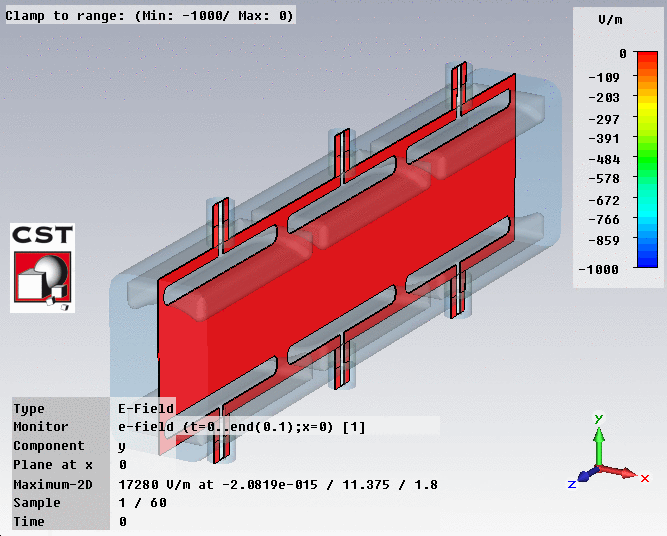 Clamp to range: (Min: -1000/ Max: 0)
V/m
0
-109
-203
-297
-391
-484
-578
-672
-766
-859
-1000
CST
Type E-Field
Monitor e-field (t=0..end(0.1);x=0) [1]
Component y
Plane at x 0
Maximum-2D 17280 V/m at -2.0819e-015 / 11.375 / 1.8
Sample 1 / 60
Time 0
y
x
z